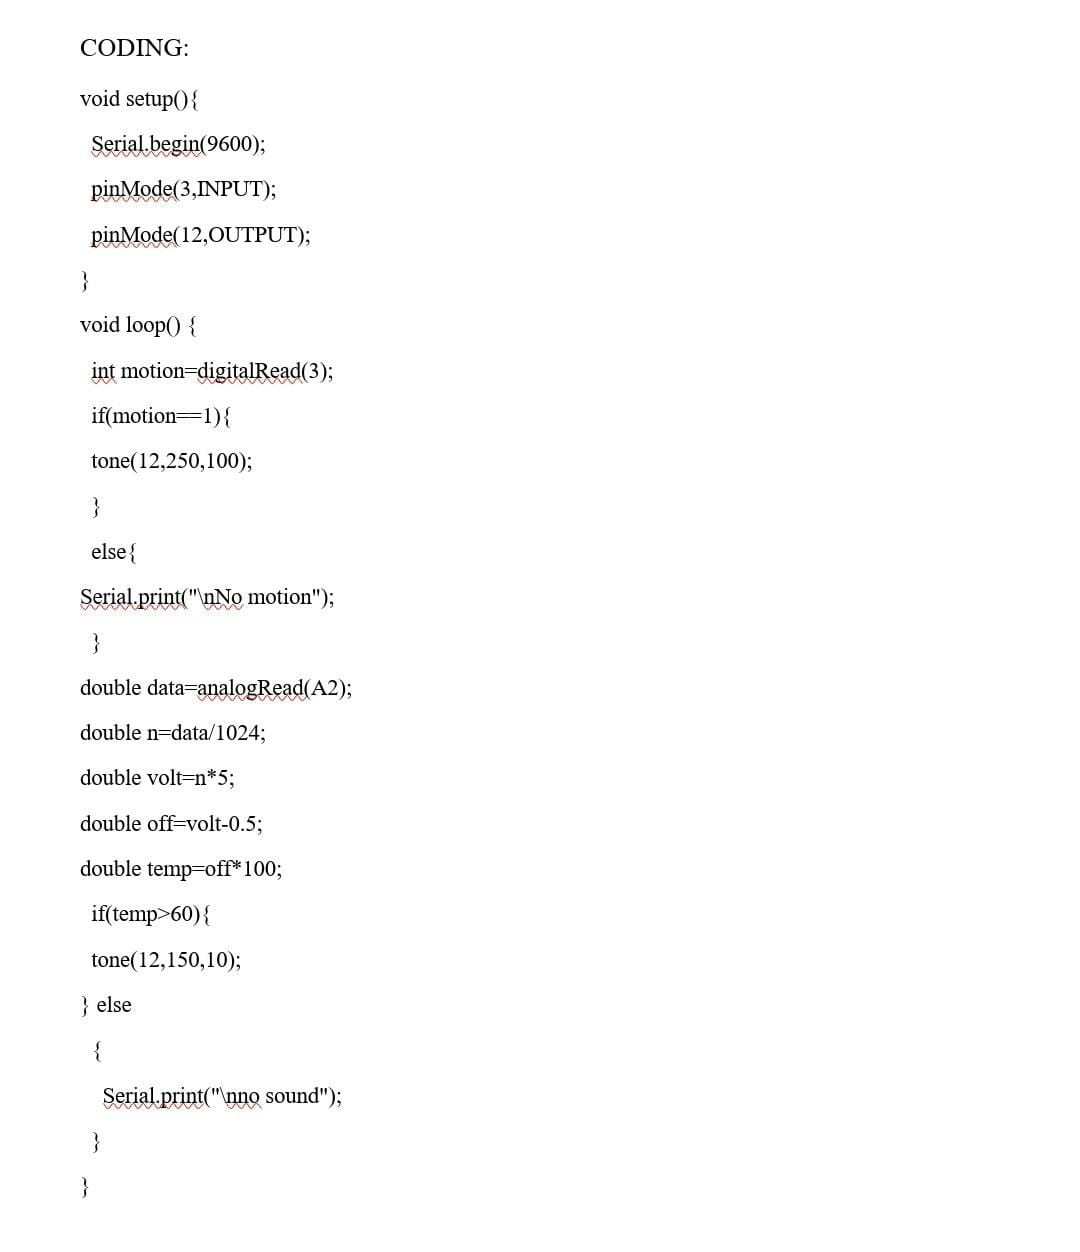 CODING:
void setup(){
Serial.begin(9600);
pinMode(3,INPUT);
pinMode(12,OUTPUT);
}
void loop() {
int motion=digitalRead(3);
if(motion==1){
tone(12,250,100);
}
else{
Serial.print("\nNo motion");
}
double data=analogRead(A2);
double n=data/1024;
double volt=n*5;
double off=volt-0.5;
double temp=off*100;
if(temp>60){
tone(12,150,10);
} else
{
Serial.print("\nno sound");
}
}